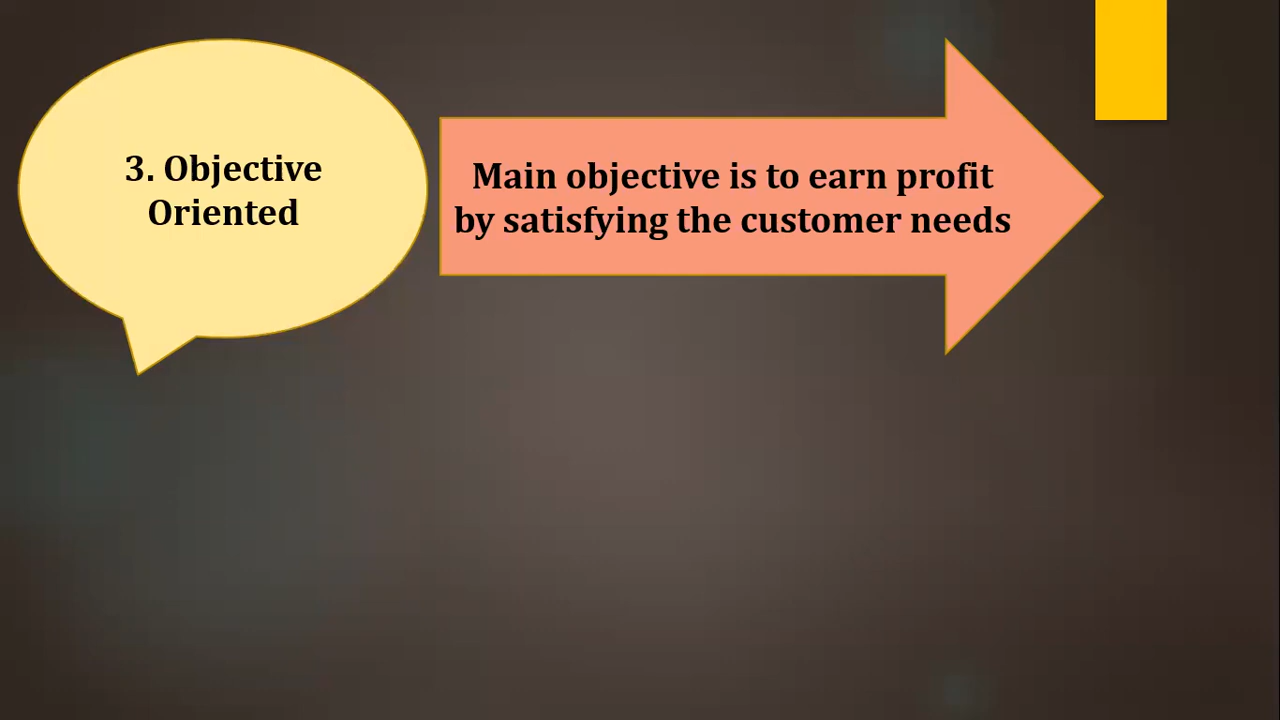 3. Objective
Oriented
Main objective is to earn profit
by satisfying the customer needs